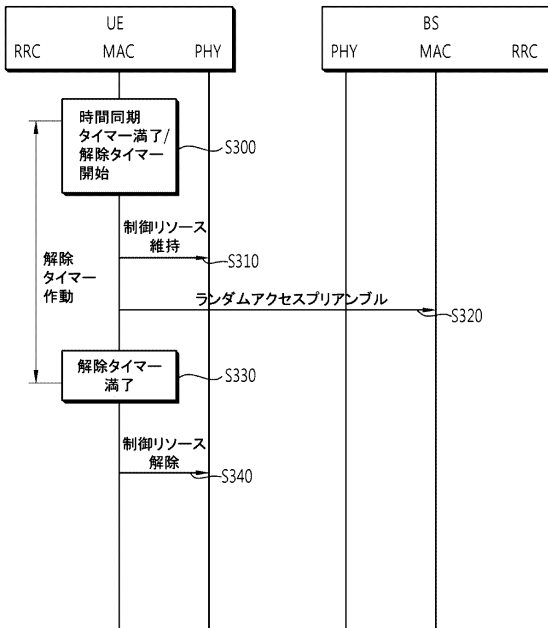 UE
RRC MAC PHY
BS
PHY MAC RRC
時間同期
タイマー満了/
解除タイマー
開始
S300
制御リソース
維持
S310
解除
タイマー
作動
ランダムアクセスプリアンブル
S320
解除タイマー
満了
S330
制御リソース
解除
S340